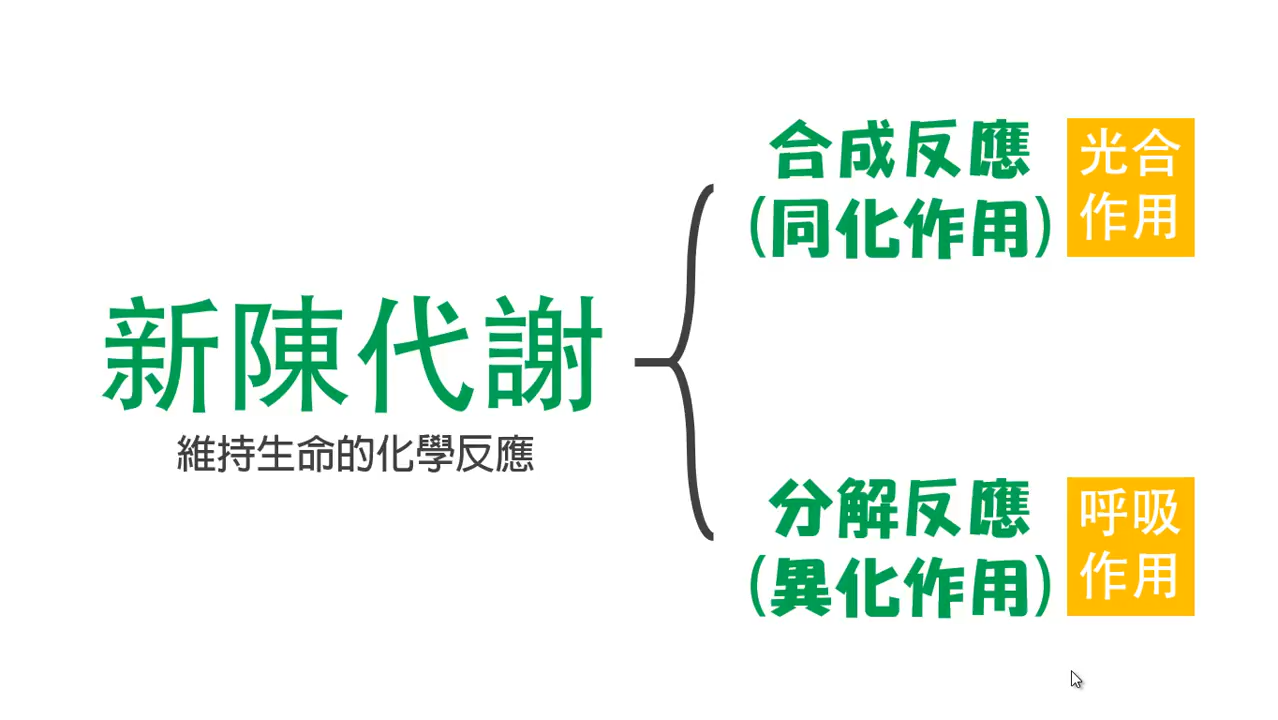 新陳代謝
維持生命的化學反應
合成反應
(同化作用)
光合
作用
分解反應
(異化作用)
呼吸
作用